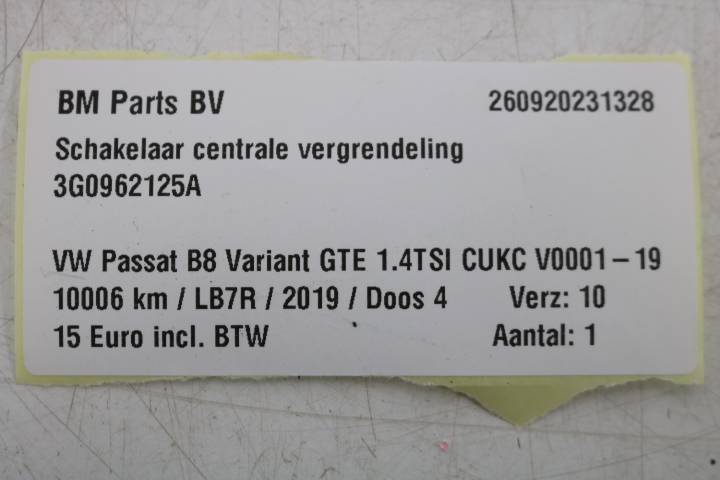 BM Parts BV 260920231328
Schakelaar centrale vergrendeling
3G0962125A
VW Passat B8 Variant GTE 1.4TSI CUKC V0001-19
10006 km / LB7R / 2019 / Doos 4 Verz: 10
15 Euro incl. BTW Aantal: 1